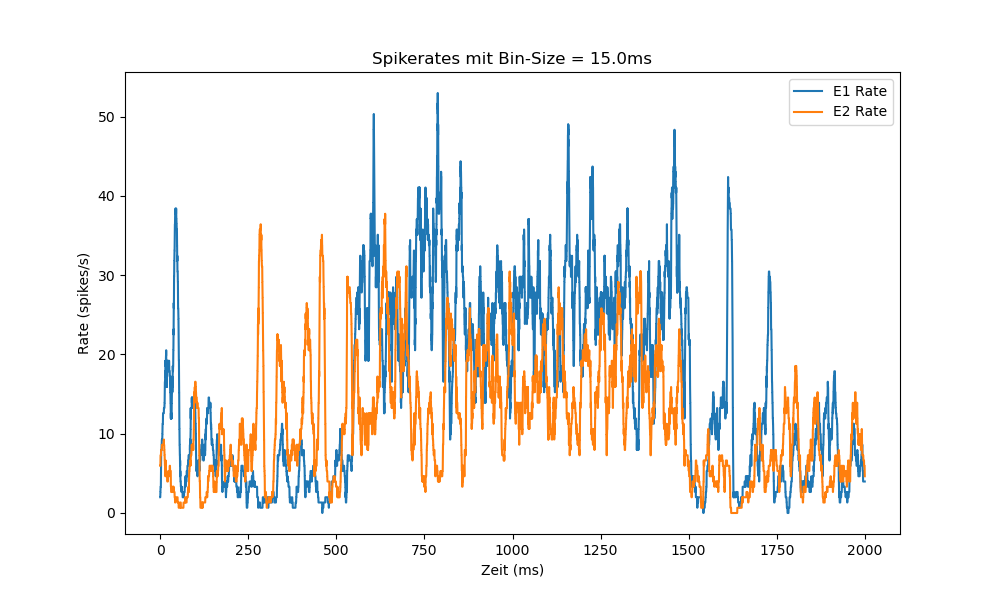 Spikerates mit Bin-Size = 15.0ms
E1 Rate
E2 Rate
50
40
30
20
10
0
Rate (spikes/s)
0 250 500 750 1000 1250 1500 1750 2000
Zeit (ms)